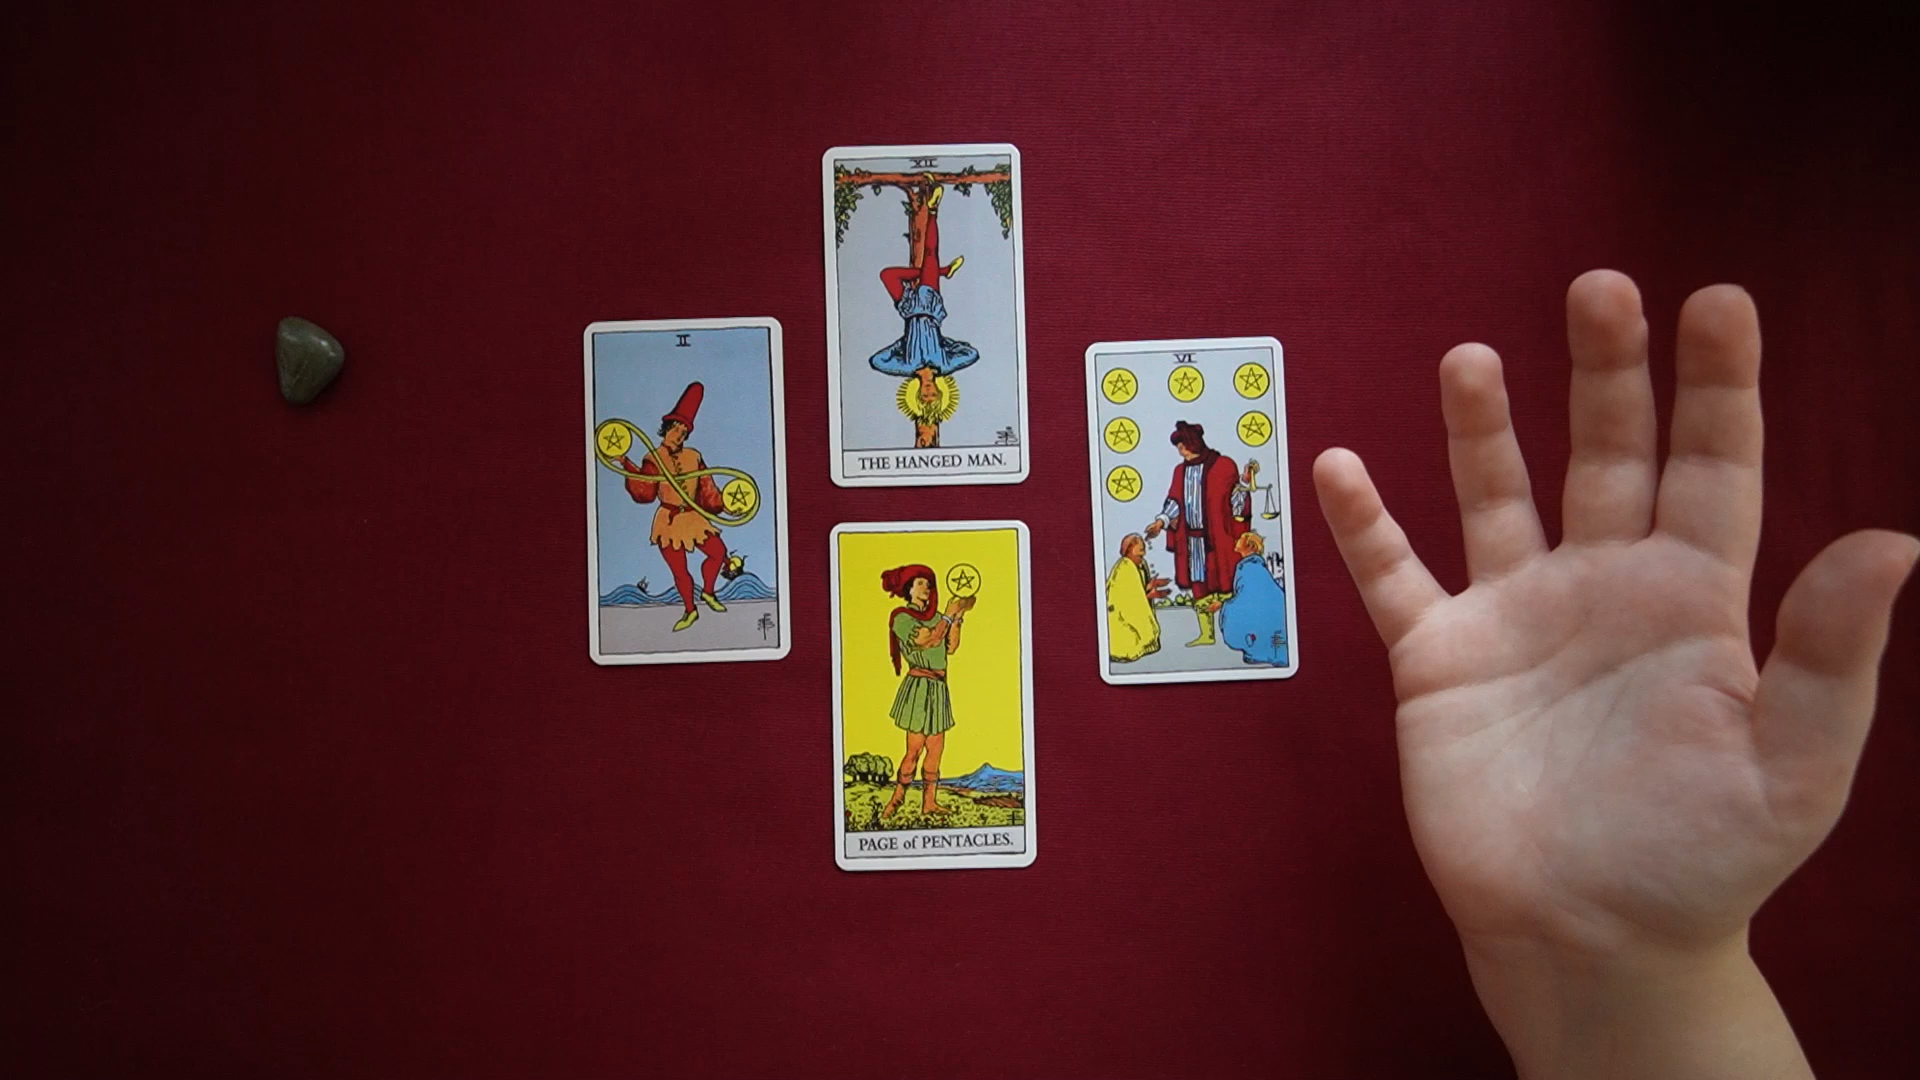 XII
II
THE HANGED MAN.
VI
PAGE of PENTACLES.